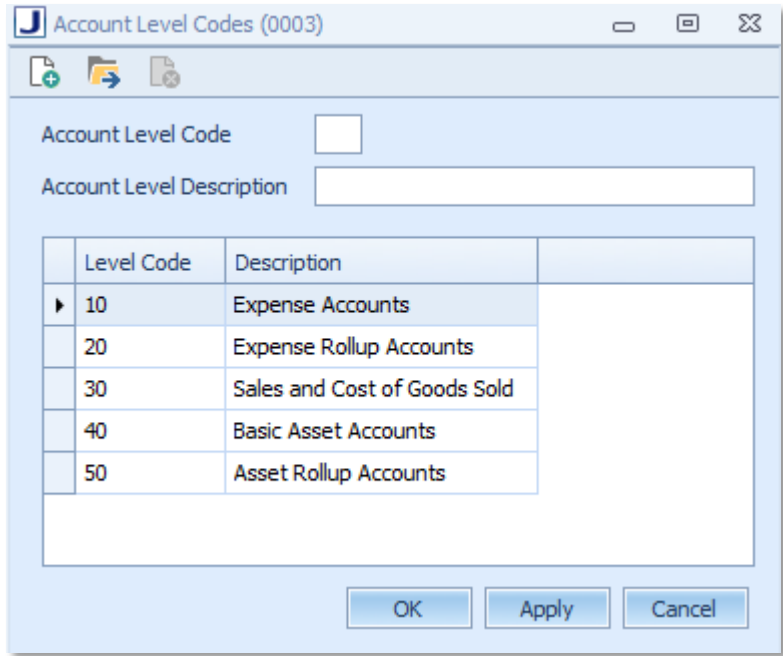 J Account Level Codes (0003)
Account Level Code
Account Level Description
Level Code Description
10 Expense Accounts
20 Expense Rollup Accounts
30 Sales and Cost of Goods Sold
40 Basic Asset Accounts
50 Asset Rollup Accounts
OK Apply Cancel